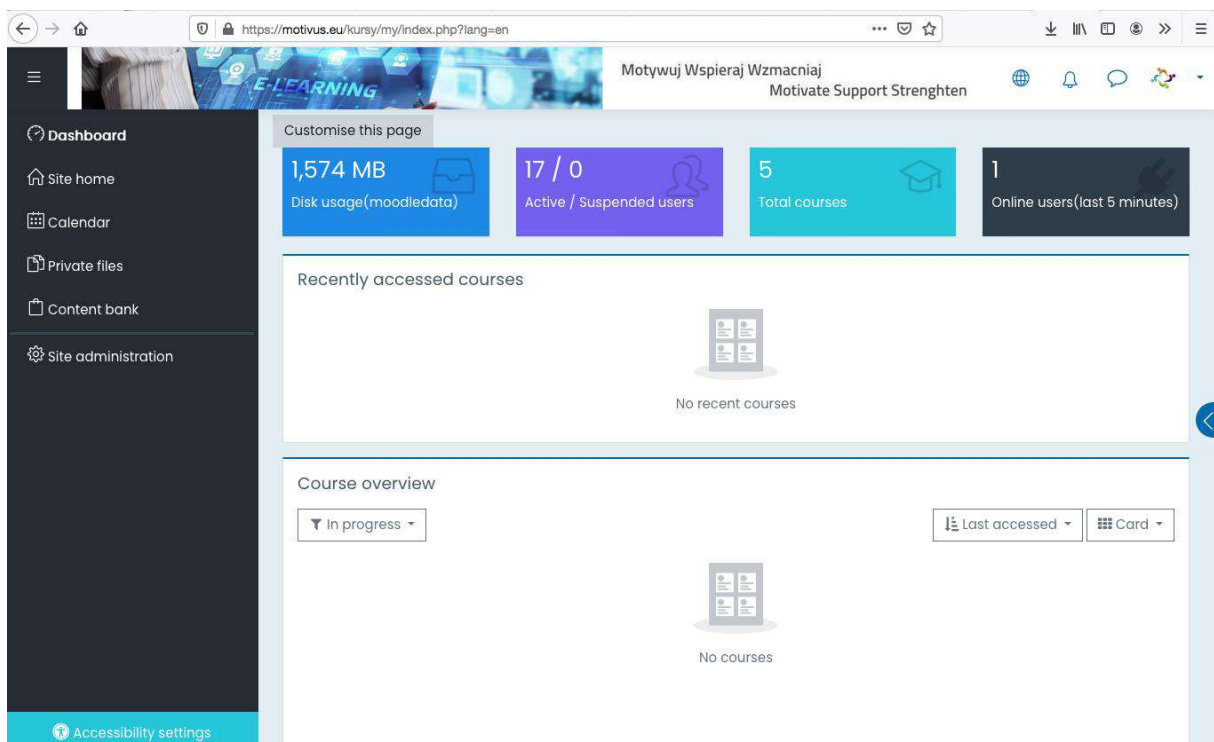 https://motivus.eu/kursy/my/index.php?lang=en
E-LEARNING
Motywuj Wspieraj Wzmacniaj
Motivate Support Strenghten
Dashboard
Site home
Calendar
Private files
Content bank
Site administration
Accessibility settings
Customise this page
1,574 MB
Disk usage(moodledata)
17 / 0
Active / Suspended users
5
Total courses
1
Online users(last 5 minutes)
Recently accessed courses
No recent courses
Course overview
In progress
Last accessed
Card
No courses